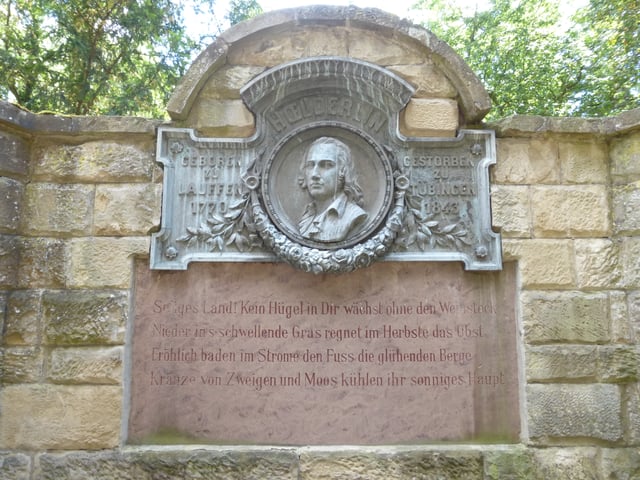 HŒLDERLIN
GEBOREN
ZU
LAUFFEN
1770
GESTORBEN
ZU
TÜBINGEN
1843
Seliges Land! Kein Hügel in Dir wächst ohne den Weinstock
Nieder in's schwellende Gras regnet im Herbste das Obst
Fröhlich baden im Strome den Fuss die glühenden Berge
Kränze von Zweigen und Moos kühlen ihr sonniges Haupt